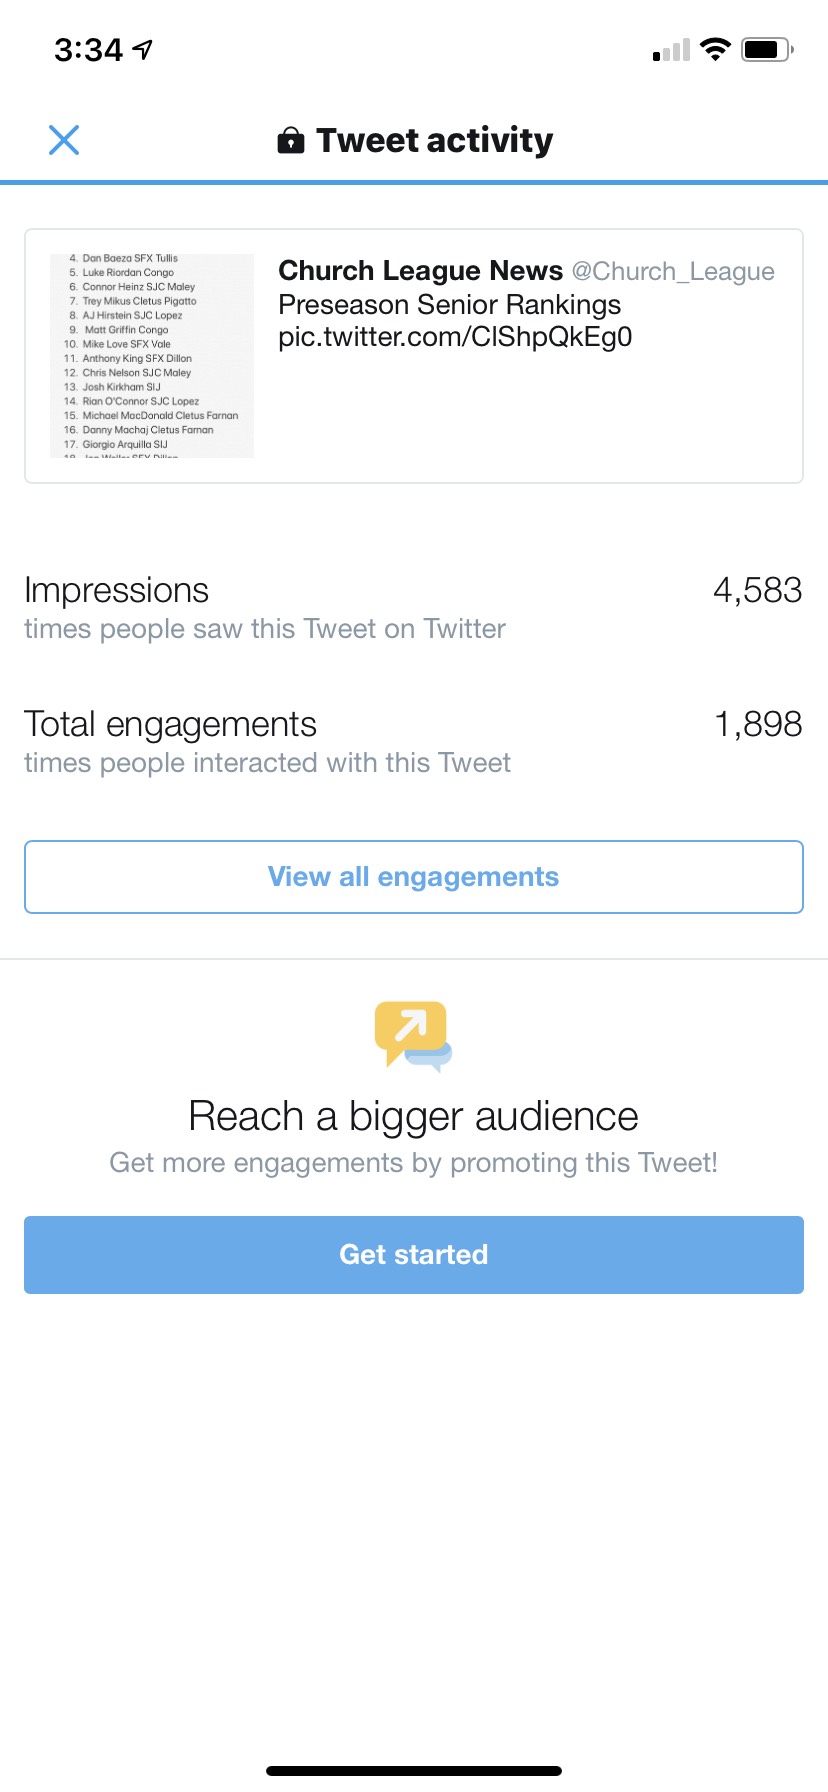 3:34
Tweet activity
4. Dan Baeza SFX Tullis
5. Luke Riordan Congo
6. Connor Heinz SJC Maley
7. Trey Mikus Cletus Pigatto
8. AJ Hirstein SJC Lopez
9. Matt Griffin Congo
10. Mike Love SFX Vale
11. Anthony King SFX Dillon
12. Chris Nelson SJC Maley
13. Josh Kirkham SIJ
14. Rian O'Connor SJC Lopez
15. Michael MacDonald Cletus Farnan
16. Danny Machaj Cletus Farnan
17. Giorgio Arquilla SIJ
Church League News @Church_League
Preseason Senior Rankings
pic.twitter.com/ClShpQkEg0
Impressions 4,583
times people saw this Tweet on Twitter
Total engagements 1,898
times people interacted with this Tweet
View all engagements
Reach a bigger audience
Get more engagements by promoting this Tweet!
Get started